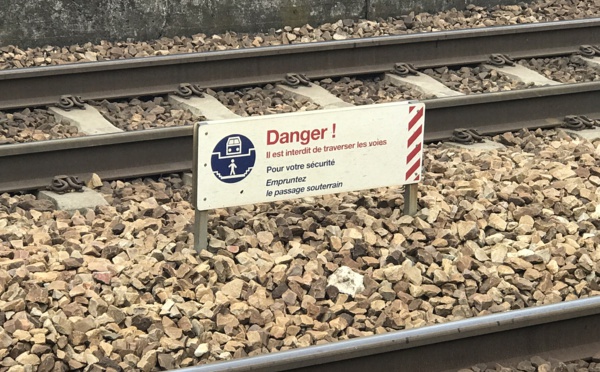 Danger !
Il est interdit de traverser les voies
Pour votre sécurité
Empruntez
le passage souterrain